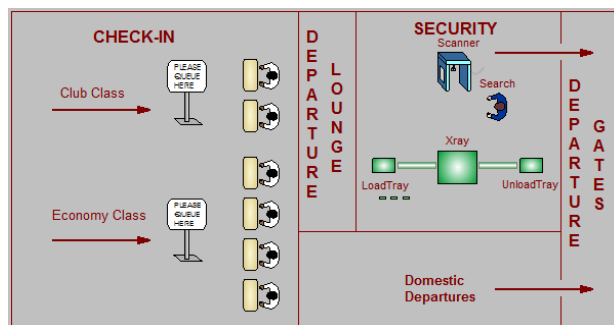 CHECK-IN
Club Class
PLEASE
QUEUE
HERE
Economy Class
PLEASE
QUEUE
HERE
DEPARTURE
LOUNGE
SECURITY
Scanner
Search
Xray
LoadTray
UnloadTray
Domestic
Departures
DEPARTURE
GATES